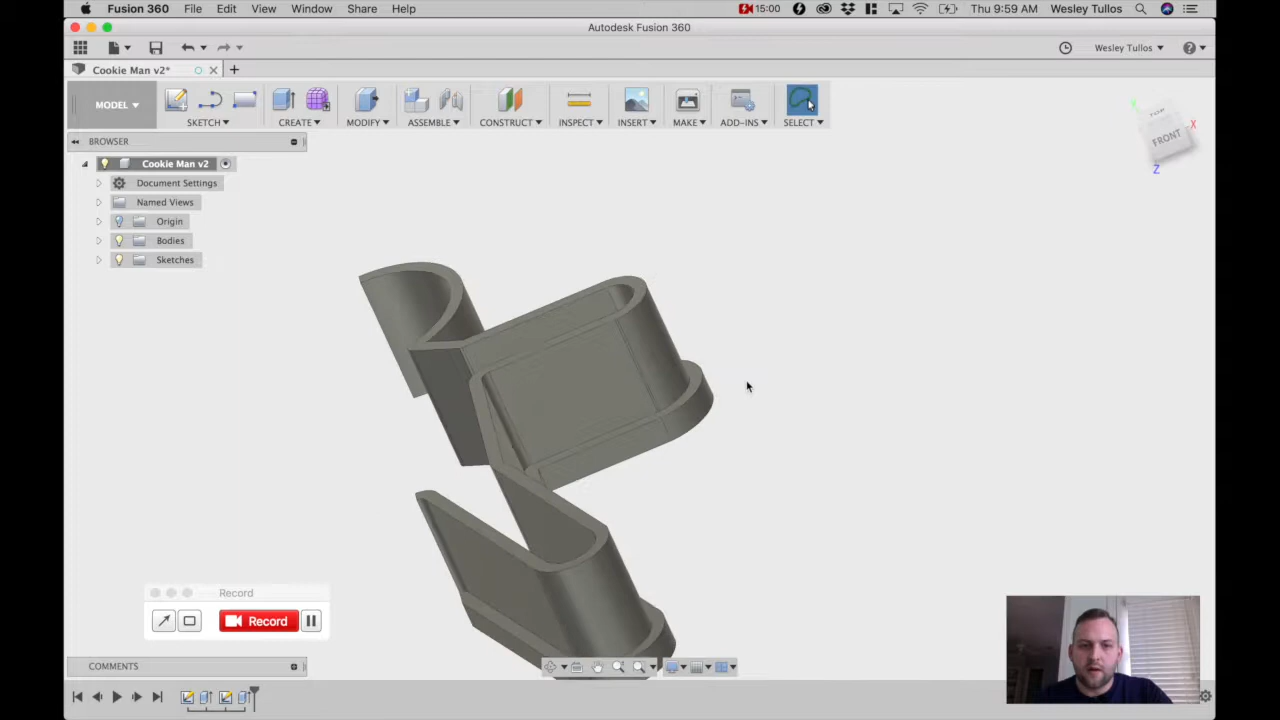 Fusion 360 File Edit View Window Share Help 15:00 Thu 9:59 AM Wesley Tullos
Autodesk Fusion 360
Wesley Tullos
Cookie Man v2*
MODEL
SKETCH CREATE MODIFY ASSEMBLE CONSTRUCT INSPECT INSERT MAKE ADD-INS SELECT
BROWSER
Cookie Man v2
Document Settings
Named Views
Origin
Bodies
Sketches
FRONT
X
Z
Record
Record
COMMENTS